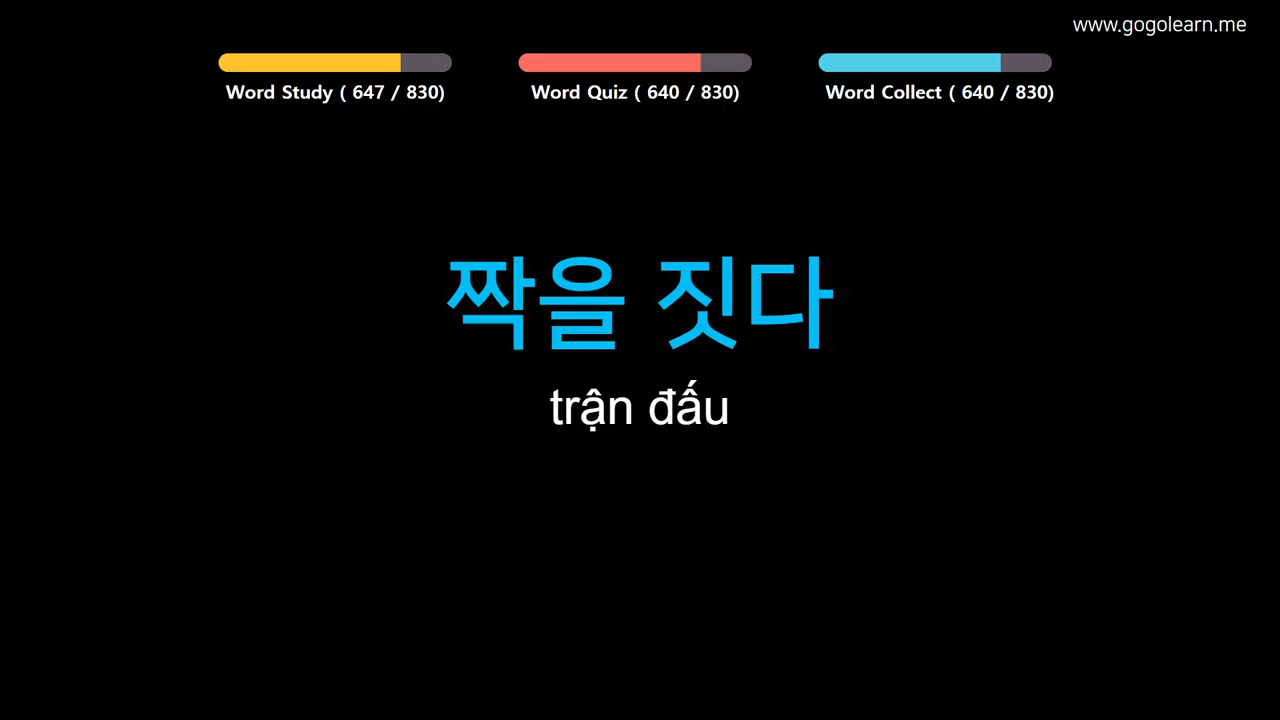 www.gogolearn.me
Word Study ( 647 / 830)
Word Quiz ( 640 / 830)
Word Collect ( 640 / 830)
짝을 짓다
trận đấu